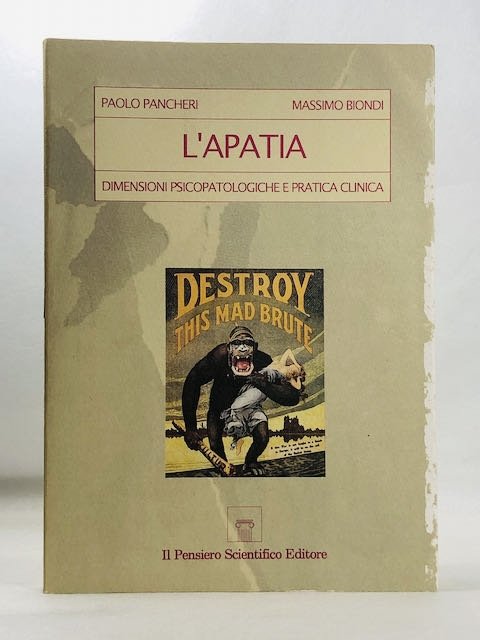 PAOLO PANCHERI MASSIMO BIONDI
L'APATIA
DIMENSIONI PSICOPATOLOGICHE E PRATICA CLINICA
DESTROY
THIS MAD BRUTE
Il Pensiero Scientifico Editore